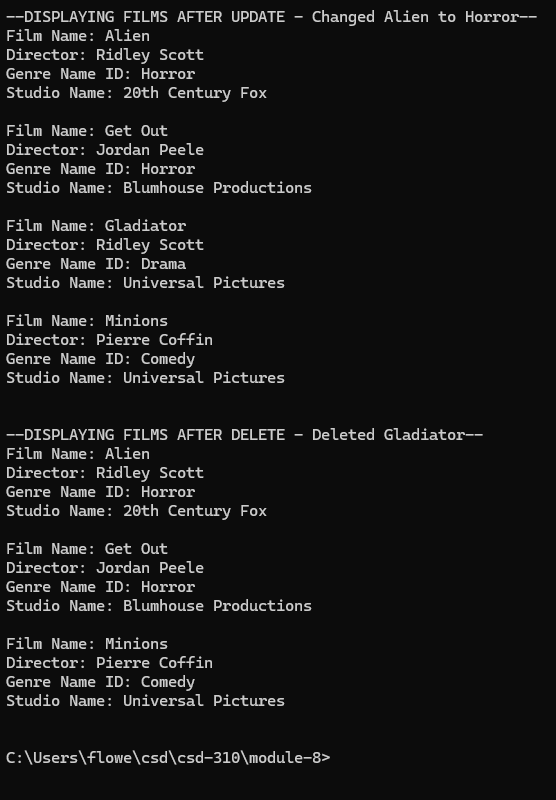 --DISPLAYING FILMS AFTER UPDATE - Changed Alien to Horror--
Film Name: Alien
Director: Ridley Scott
Genre Name ID: Horror
Studio Name: 20th Century Fox

Film Name: Get Out
Director: Jordan Peele
Genre Name ID: Horror
Studio Name: Blumhouse Productions

Film Name: Gladiator
Director: Ridley Scott
Genre Name ID: Drama
Studio Name: Universal Pictures

Film Name: Minions
Director: Pierre Coffin
Genre Name ID: Comedy
Studio Name: Universal Pictures

--DISPLAYING FILMS AFTER DELETE - Deleted Gladiator--
Film Name: Alien
Director: Ridley Scott
Genre Name ID: Horror
Studio Name: 20th Century Fox

Film Name: Get Out
Director: Jordan Peele
Genre Name ID: Horror
Studio Name: Blumhouse Productions

Film Name: Minions
Director: Pierre Coffin
Genre Name ID: Comedy
Studio Name: Universal Pictures

C:\Users\flowe\csd\csd-310\module-8>